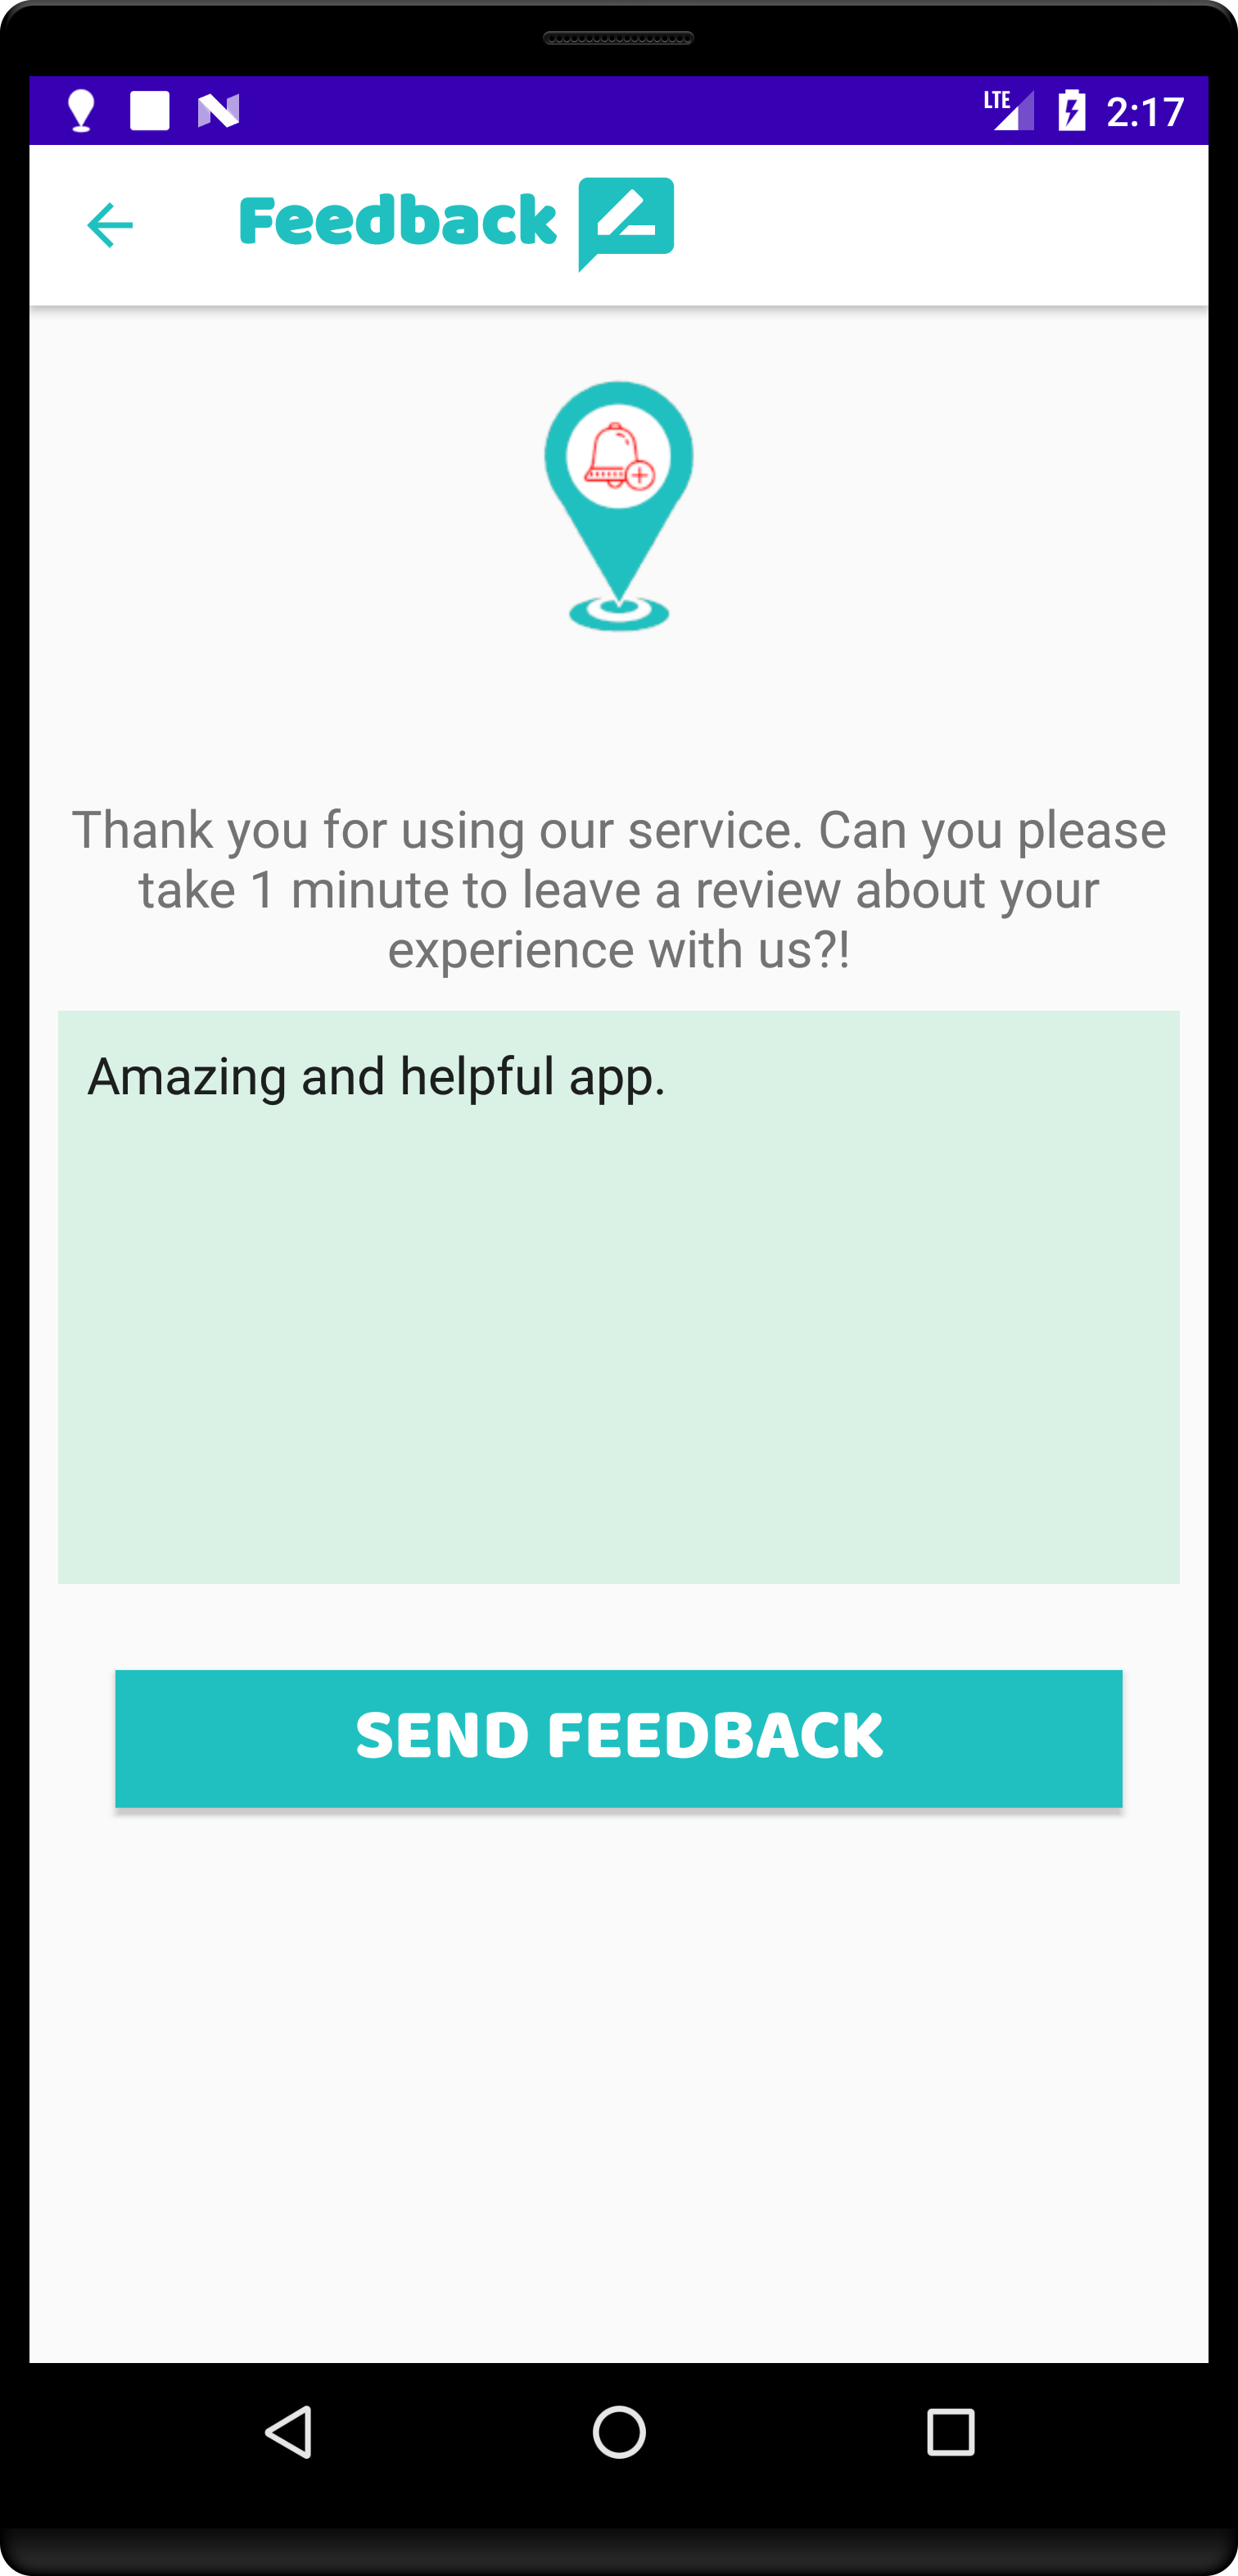 LTE 2:17
Feedback
Thank you for using our service. Can you please
take 1 minute to leave a review about your
experience with us?!
Amazing and helpful app.
SEND FEEDBACK